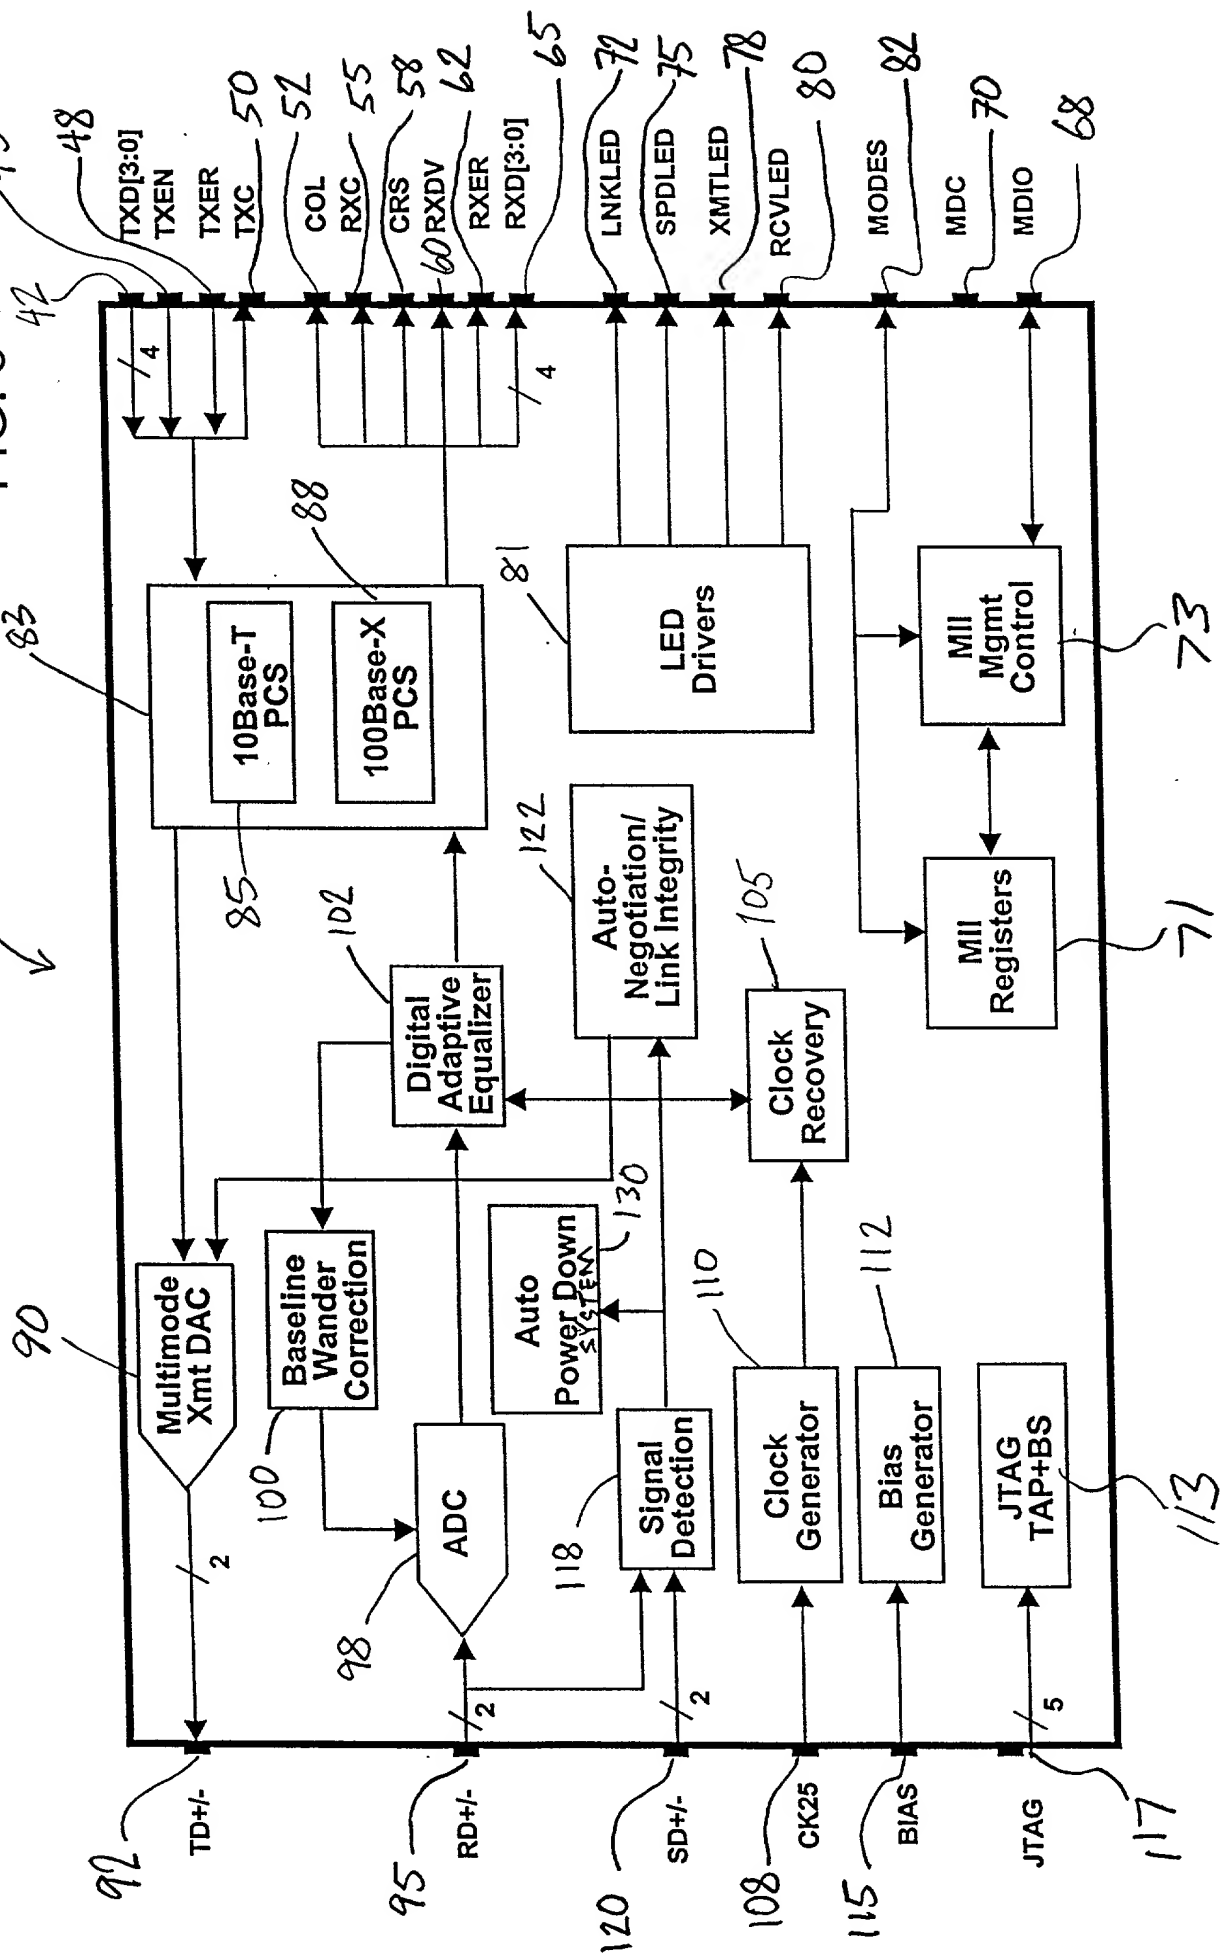 42
48
TXD[3:0]
TXEN
TXER
TXC
50
52
COL
RXC
55
CRS
58
60
RXDV
62
RXER
RXD[3:0]
65
4
4
72
LNKLED
75
SPDLED
78
XMTLED
80
RCVLED
82
MODES
70
MDC
68
MDIO
83
10Base-T
PCS
85
100Base-X
PCS
88
81
LED
Drivers
MII
Mgmt
Control
73
MII
Registers
71
90
Multimode
Xmt DAC
Baseline
Wander
Correction
100
102
Digital
Adaptive
Equalizer
Auto-
Negotiation/
Link Integrity
122
Auto
Power Down
SYSTEM
130
105
Clock
Recovery
ADC
98
Signal
Detection
118
Clock
Generator
110
Bias
Generator
112
JTAG
TAP+BS
113
2
2
2
5
92
TD+/-
95
RD+/-
120
SD+/-
108
CK25
115
BIAS
JTAG
117